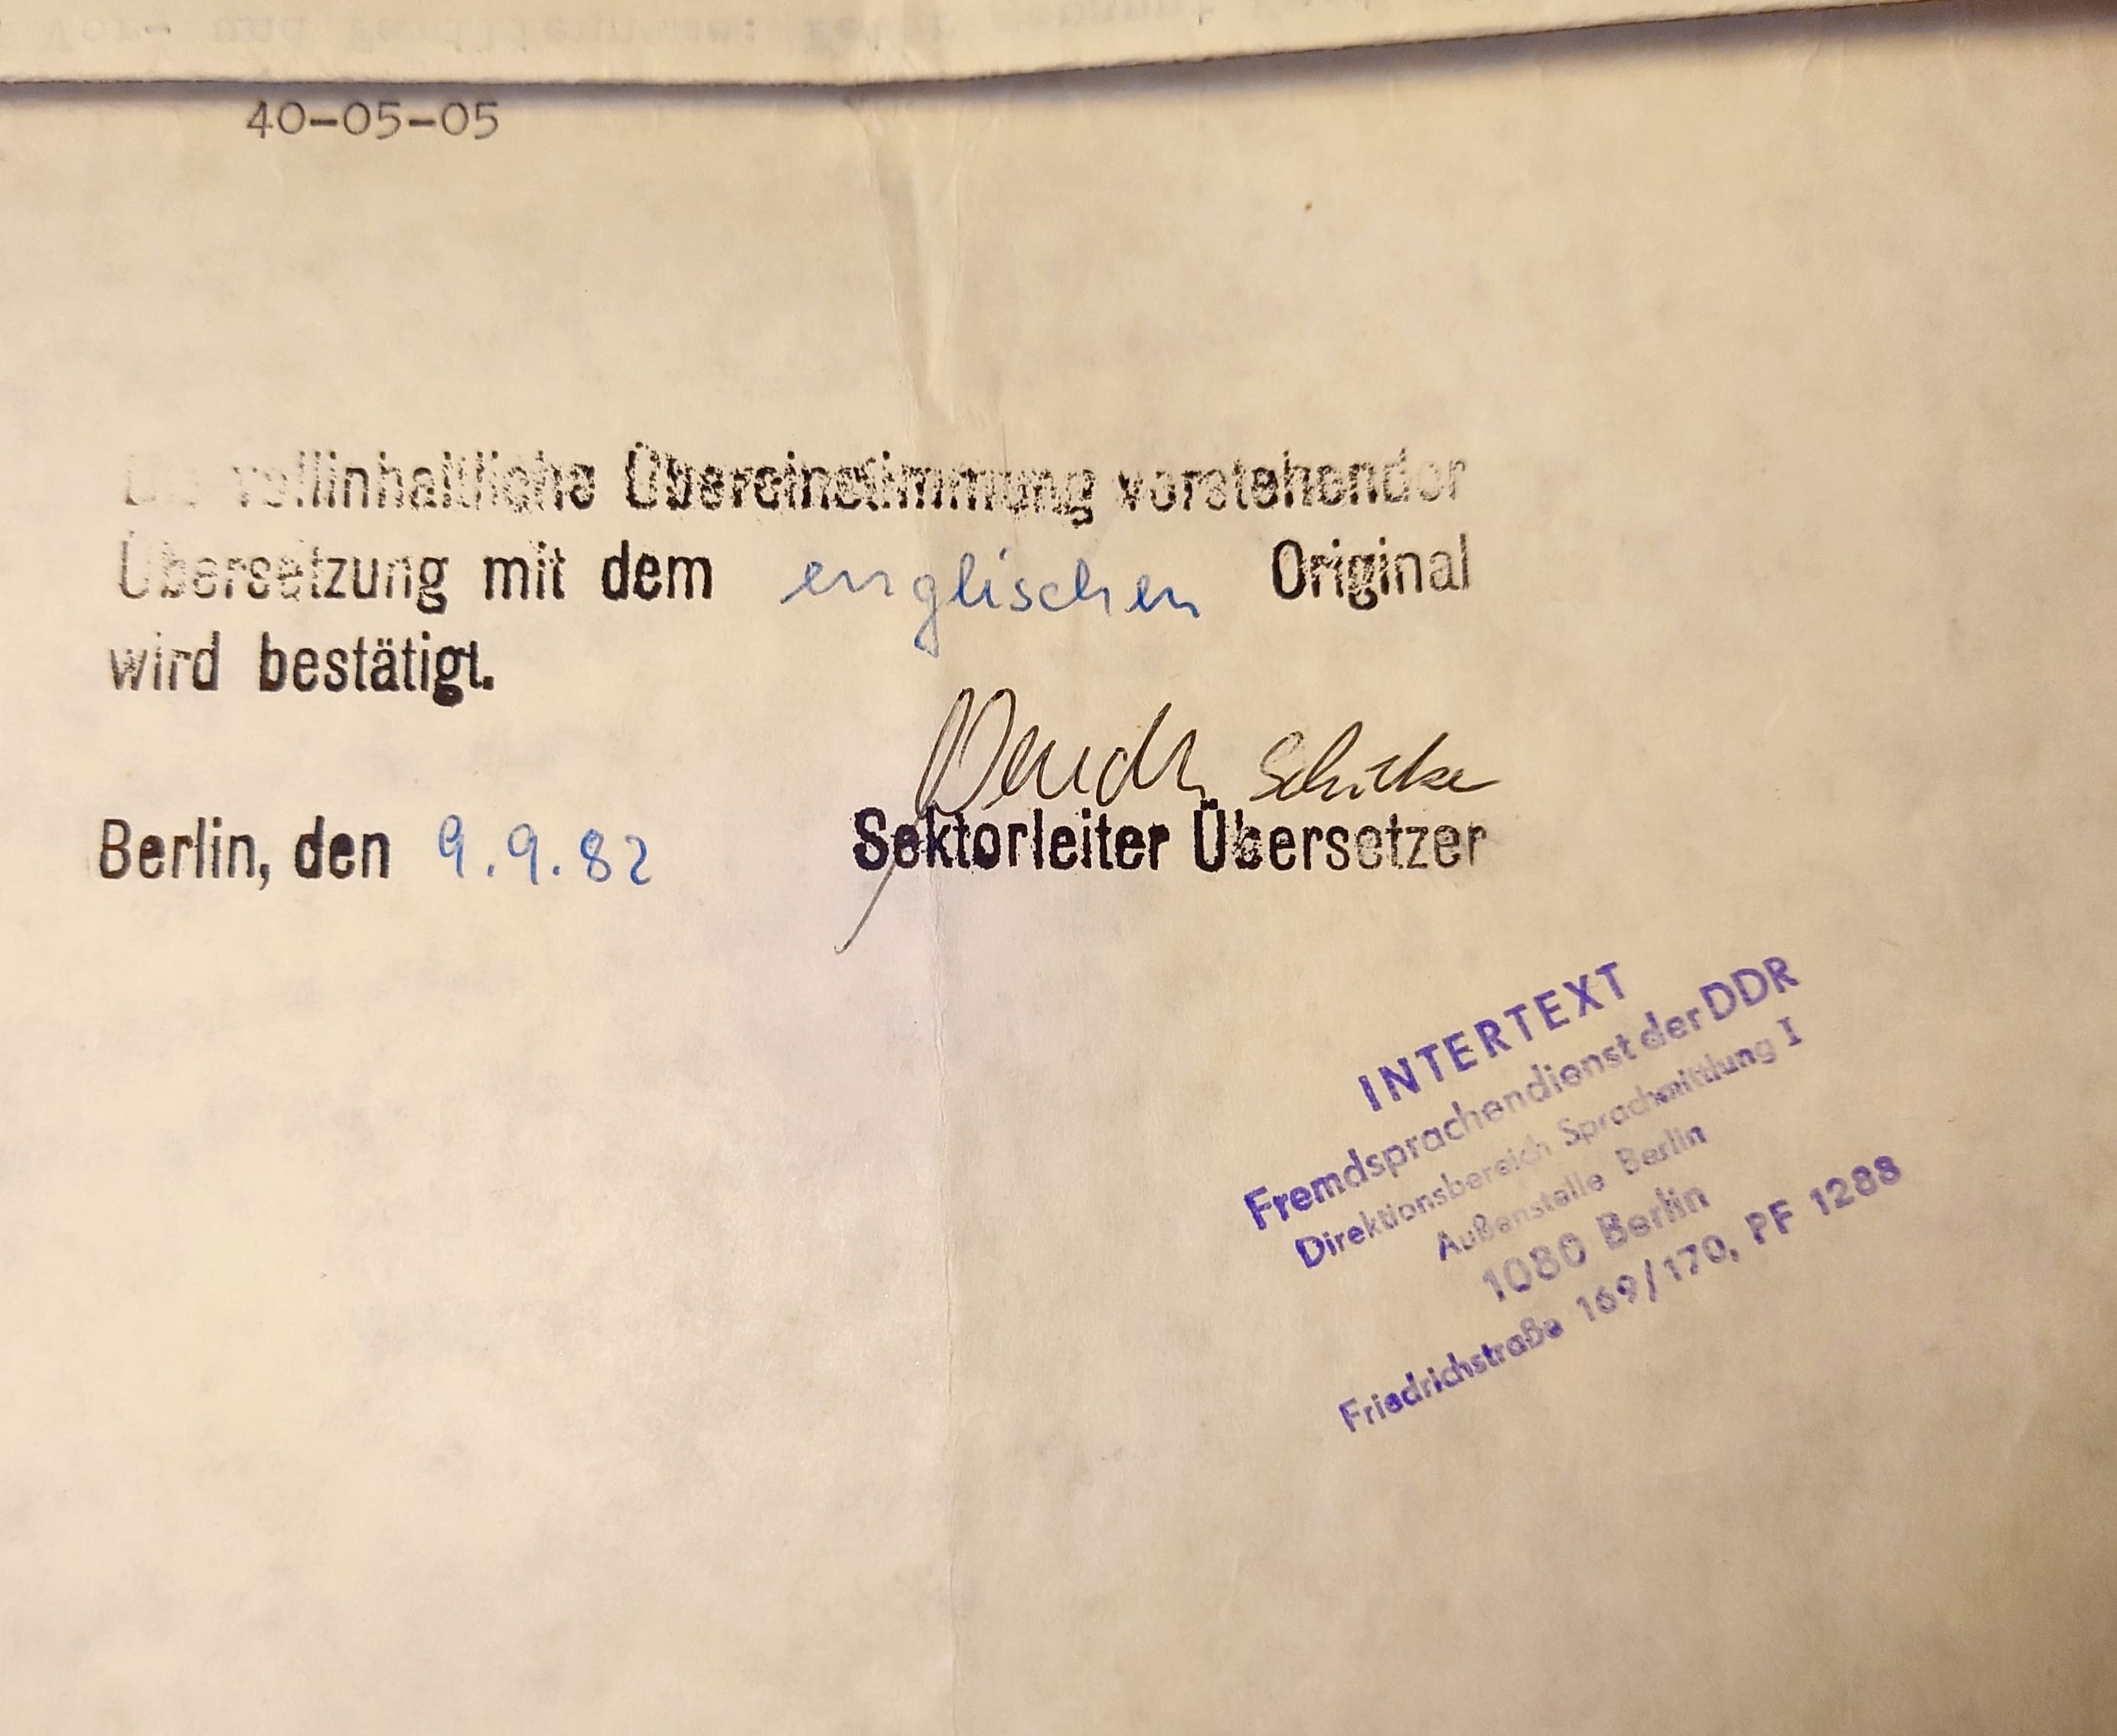 40-05-05
vollinhaltliche Übereinstimmung vorstehender
Übersetzung mit dem englischen Original
wird bestätigt.
Berlin, den 9.9.82
Sektorleiter Übersetzer
INTERTEXT
Fremdsprachendienst der DDR
Direktionsbereich Sprachmittlung I
Außenstelle Berlin
1080 Berlin
Friedrichstraße 169/170, PF 1288